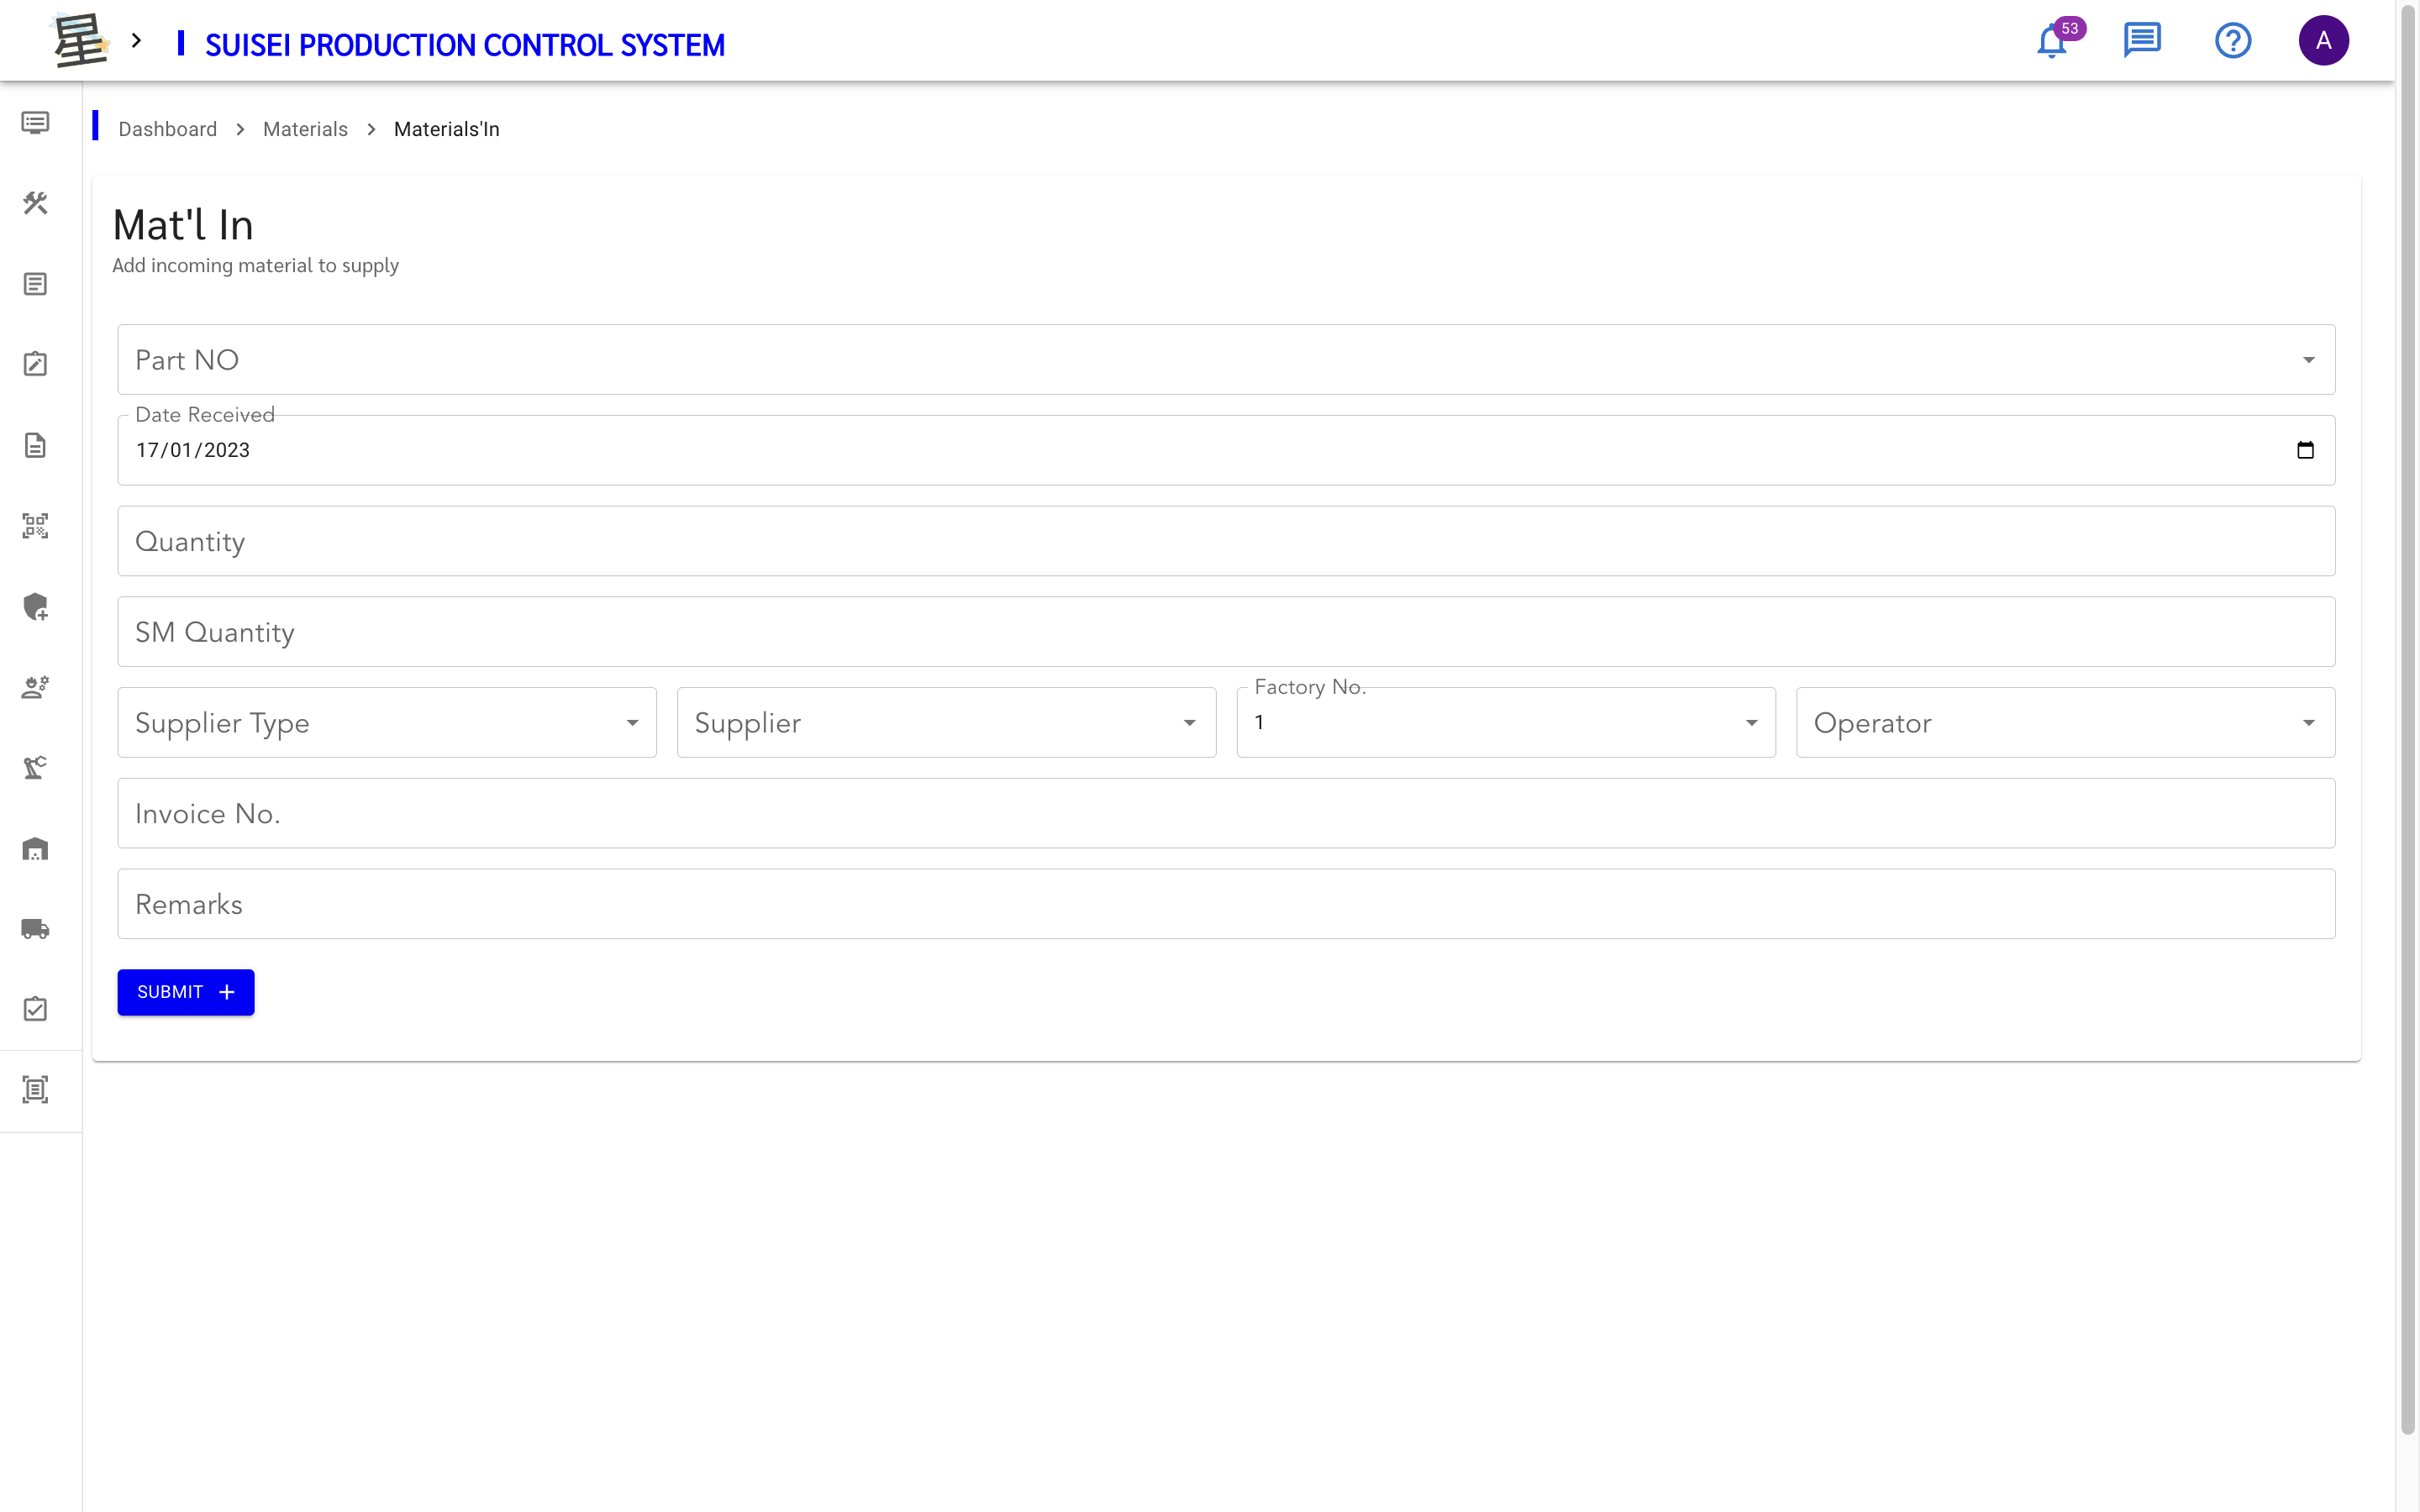 星
SUISEI PRODUCTION CONTROL SYSTEM
53
A
Dashboard > Materials > Materials'In
Mat'l In
Add incoming material to supply
Part NO
Date Received
17/01/2023
Quantity
SM Quantity
Supplier Type
Supplier
Factory No.
1
Operator
Invoice No.
Remarks
SUBMIT +